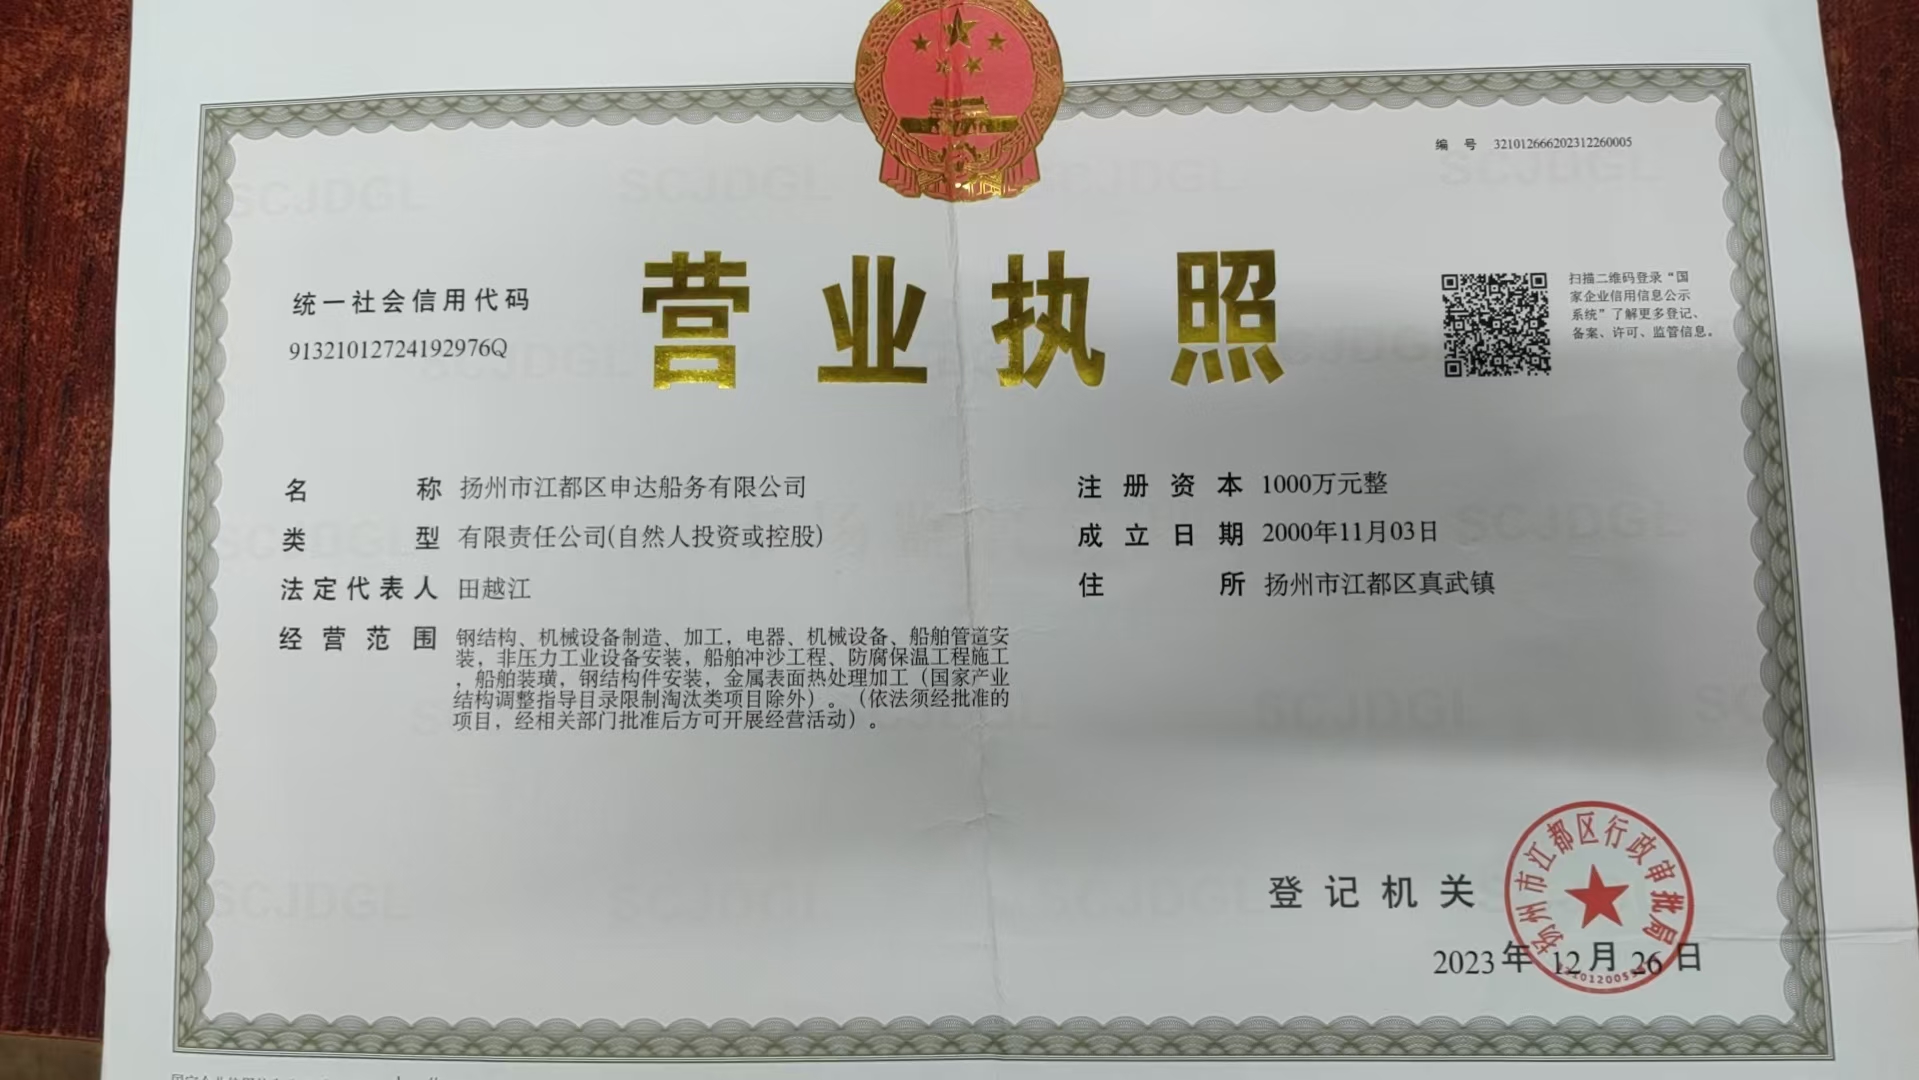 编 号 321012666202312260005
营业执照
统一社会信用代码
91321012724192976Q
扫描二维码登录“国
家企业信用信息公示
系统”了解更多登记、
备案、许可、监管信息。
名 称 扬州市江都区申达船务有限公司
类 型 有限责任公司(自然人投资或控股)
法定代表人 田越江
经营范围 钢结构、机械设备制造、加工，电器、机械设备、船舶管道安
装，非压力工业设备安装，船舶冲沙工程、防腐保温工程施工
，船舶装璜，钢结构件安装，金属表面热处理加工（国家产业
结构调整指导目录限制淘汰类项目除外）。（依法须经批准的
项目，经相关部门批准后方可开展经营活动）。
注册资本 1000万元整
成立日期 2000年11月03日
住 所 扬州市江都区真武镇
登记机关
扬州市江都区行政审批局
2023年12月26日
SCJDGL